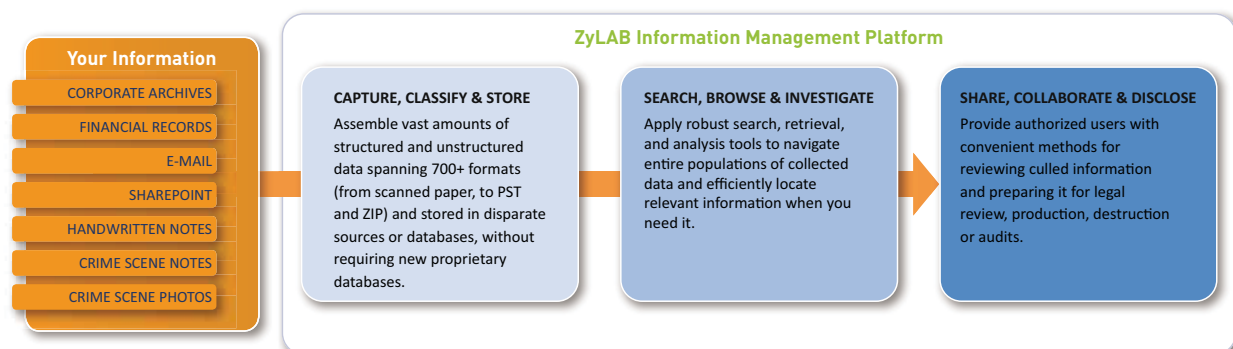 Your Information
CORPORATE ARCHIVES
FINANCIAL RECORDS
E-MAIL
SHAREPOINT
HANDWRITTEN NOTES
CRIME SCENE NOTES
CRIME SCENE PHOTOS
ZyLAB Information Management Platform
CAPTURE, CLASSIFY & STORE
Assemble vast amounts of
structured and unstructured
data spanning 700+ formats
(from scanned paper, to PST
and ZIP) and stored in disparate
sources or databases, without
requiring new proprietary
databases.
SEARCH, BROWSE & INVESTIGATE
Apply robust search, retrieval,
and analysis tools to navigate
entire populations of collected
data and efficiently locate
relevant information when you
need it.
SHARE, COLLABORATE & DISCLOSE
Provide authorized users with
convenient methods for
reviewing culled information
and preparing it for legal
review, production, destruction
or audits.